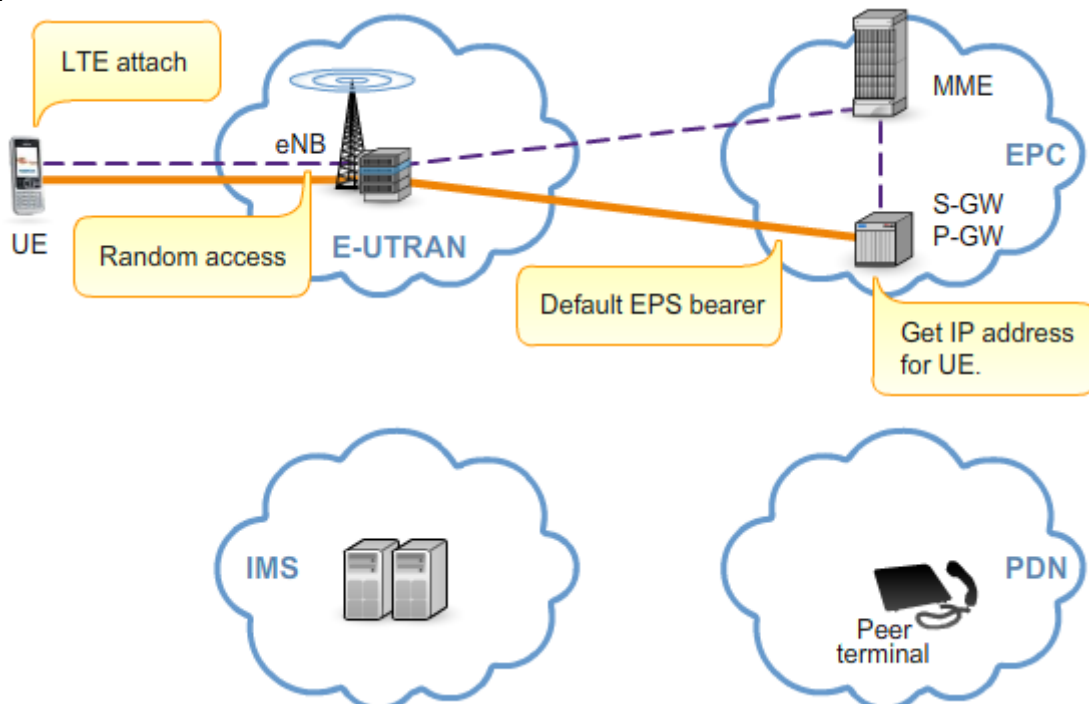 LTE attach
MME
eNB
EPC
UE
Random access
E-UTRAN
S-GW
P-GW
Default EPS bearer
Get IP address
for UE.
IMS
PDN
Peer
terminal